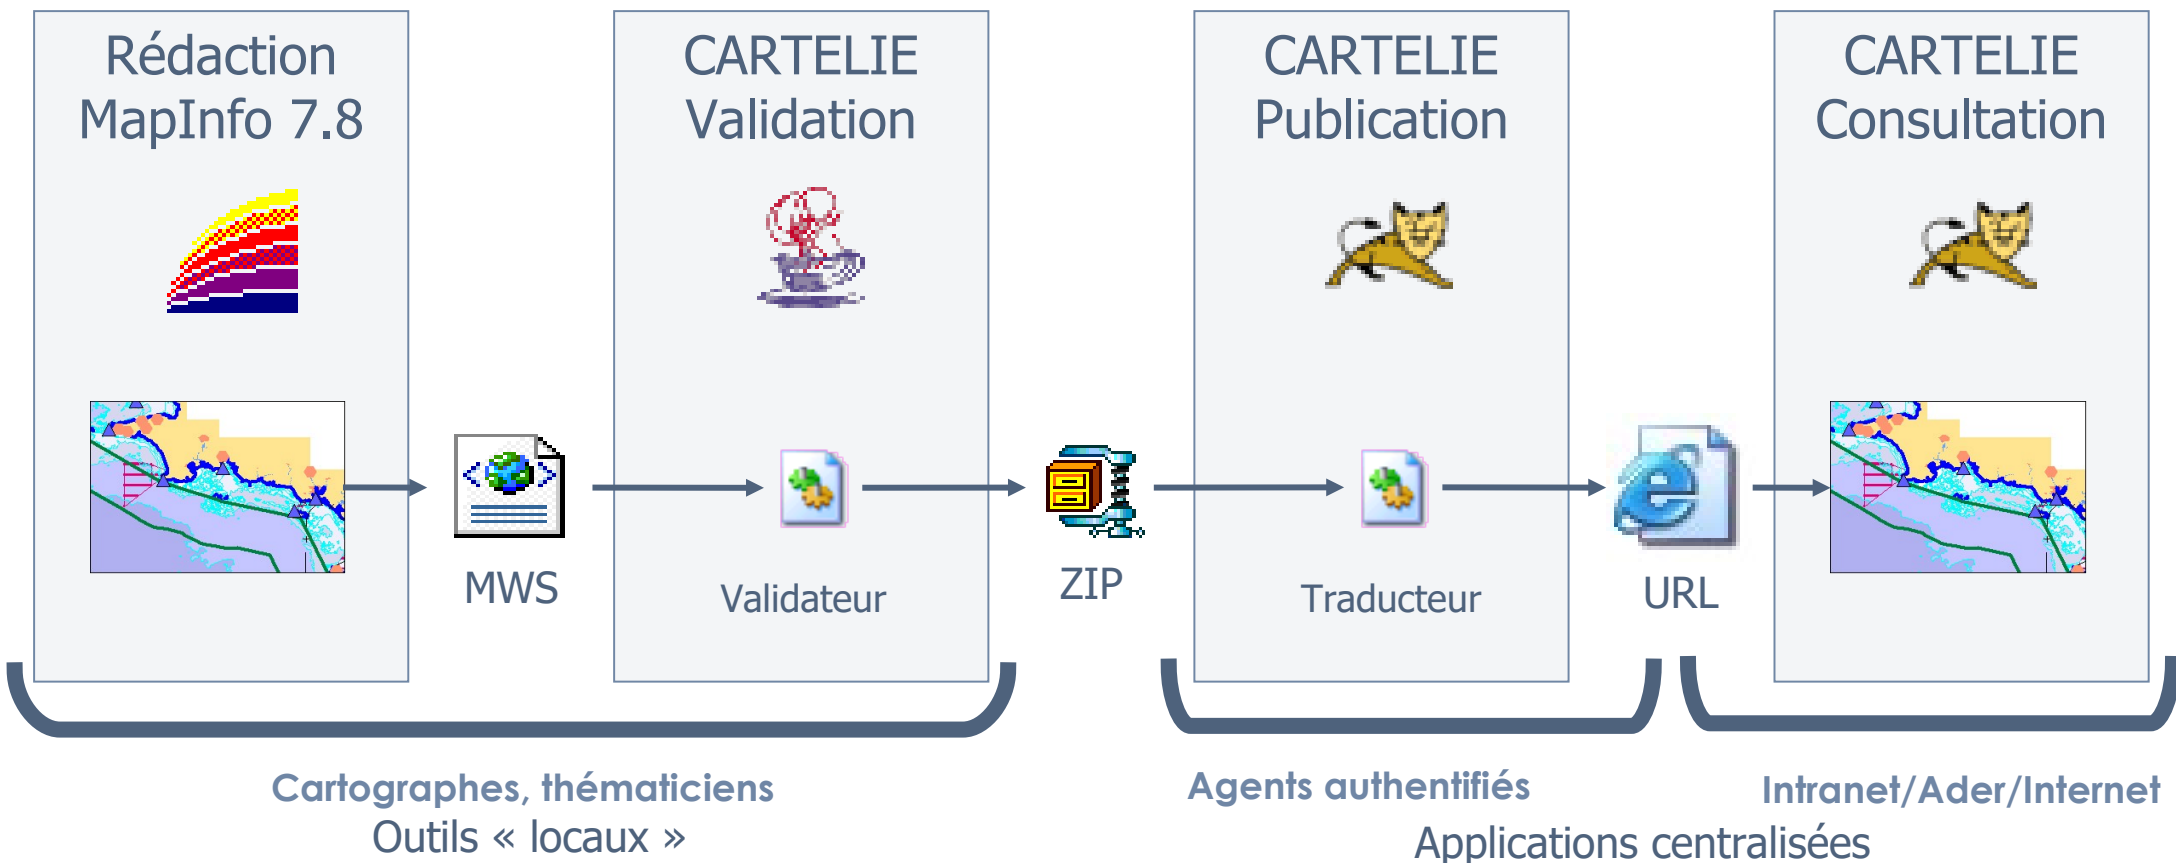 Rédaction
MapInfo 7.8
CARTELIE
Validation
CARTELIE
Publication
CARTELIE
Consultation
MWS
Validateur
ZIP
Traducteur
URL
Cartographes, thématiciens
Outils « locaux »
Agents authentifiés
Intranet/Ader/Internet
Applications centralisées